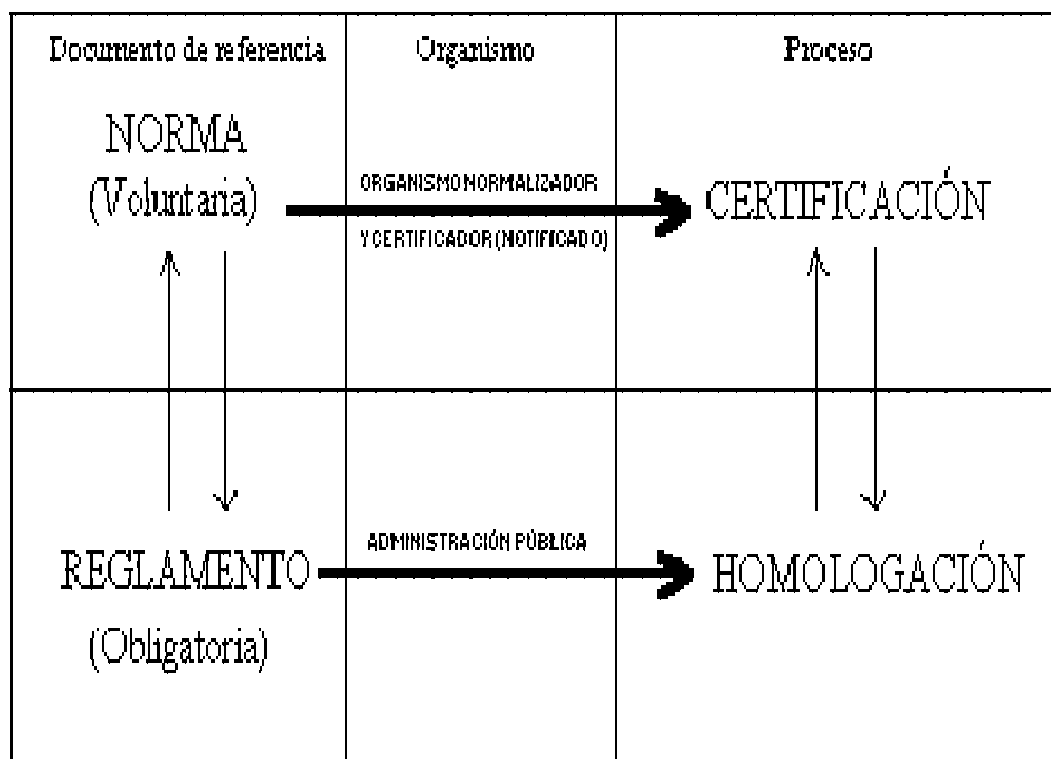 Documento de referencia
Organismo
Proceso
NORMA
(Voluntaria)
ORGANISMO NORMALIZADOR
Y CERTIFICADOR (NOTIFICADO)
CERTIFICACIÓN
REGLAMENTO
(Obligatoria)
ADMINISTRACIÓN PÚBLICA
HOMOLOGACIÓN